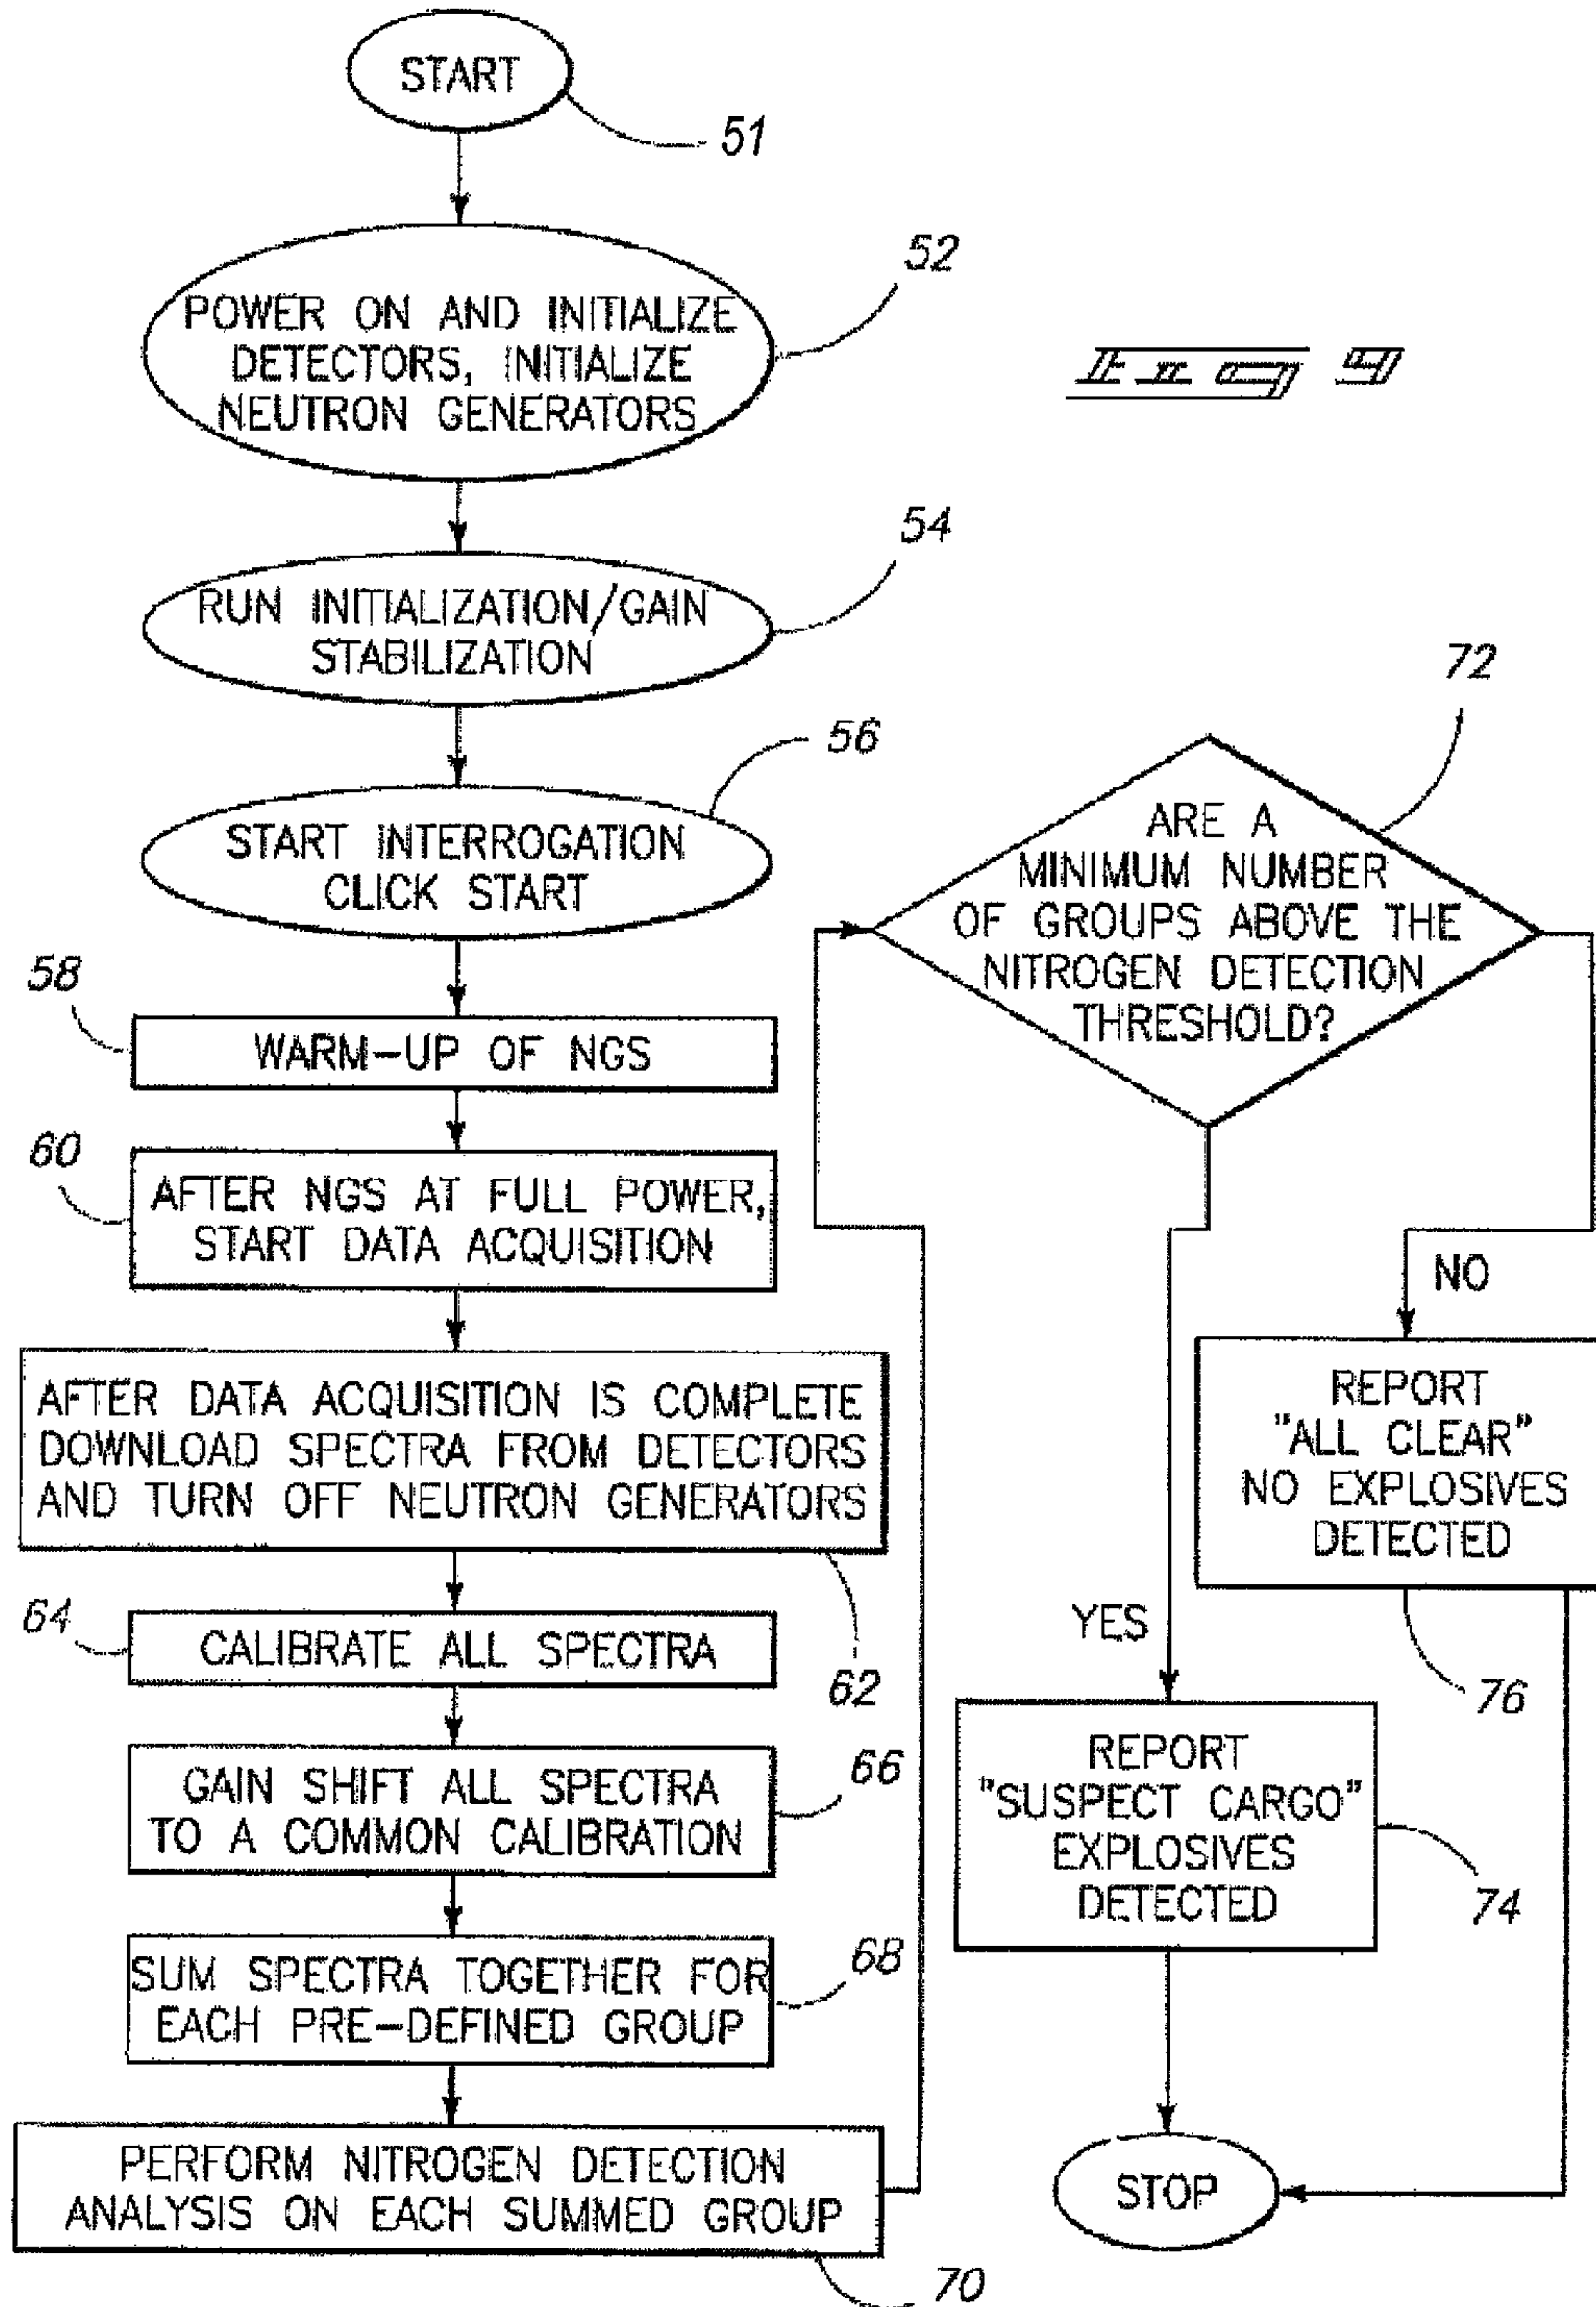 START
51
POWER ON AND INITIALIZE
DETECTORS, INITIALIZE
NEUTRON GENERATORS
52
FIG 9
RUN INITIALIZATION/GAIN
STABILIZATION
54
START INTERROGATION
CLICK START
56
58
WARM-UP OF NGS
60
AFTER NGS AT FULL POWER,
START DATA ACQUISITION
AFTER DATA ACQUISITION IS COMPLETE
DOWNLOAD SPECTRA FROM DETECTORS
AND TURN OFF NEUTRON GENERATORS
62
64
CALIBRATE ALL SPECTRA
GAIN SHIFT ALL SPECTRA
TO A COMMON CALIBRATION
66
SUM SPECTRA TOGETHER FOR
EACH PRE-DEFINED GROUP
68
PERFORM NITROGEN DETECTION
ANALYSIS ON EACH SUMMED GROUP
70
72
ARE A
MINIMUM NUMBER
OF GROUPS ABOVE THE
NITROGEN DETECTION
THRESHOLD?
NO
REPORT
"ALL CLEAR"
NO EXPLOSIVES
DETECTED
76
YES
REPORT
"SUSPECT CARGO"
EXPLOSIVES
DETECTED
74
STOP